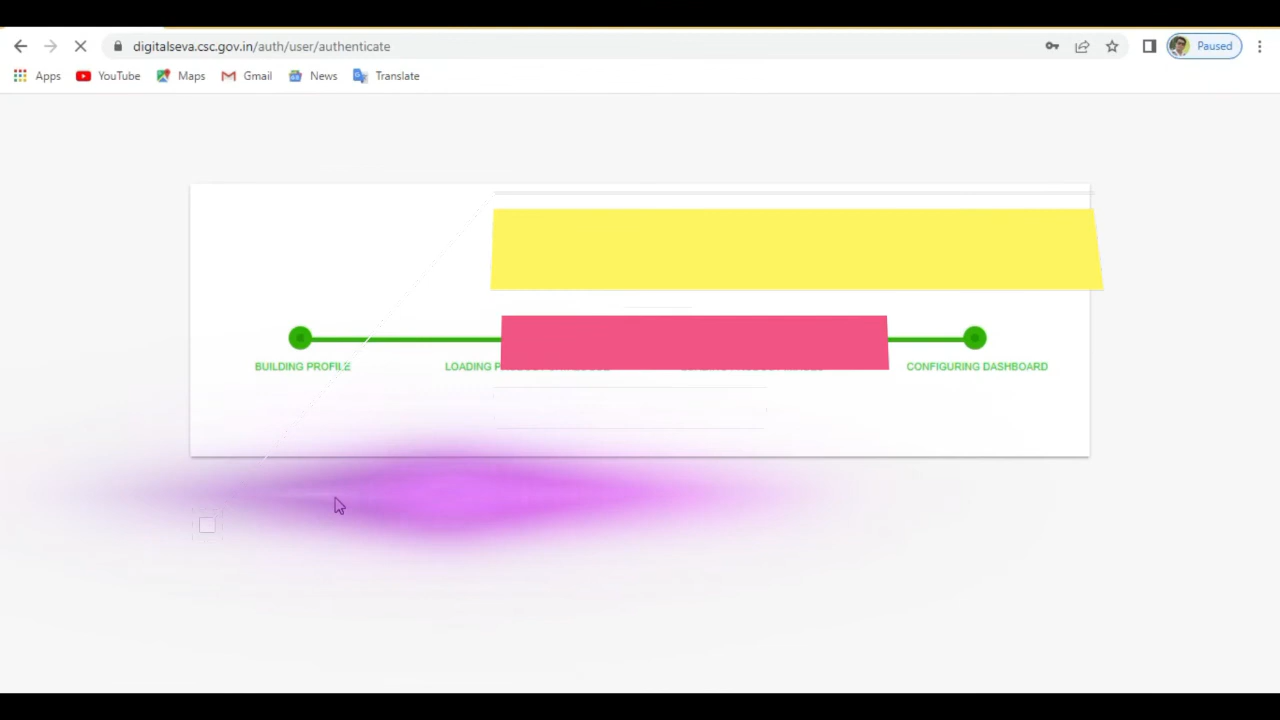 digitalseva.csc.gov.in/auth/user/authenticate
Paused
Apps YouTube Maps Gmail News Translate
BUILDING PROFILE LOADING CONFIGURING DASHBOARD